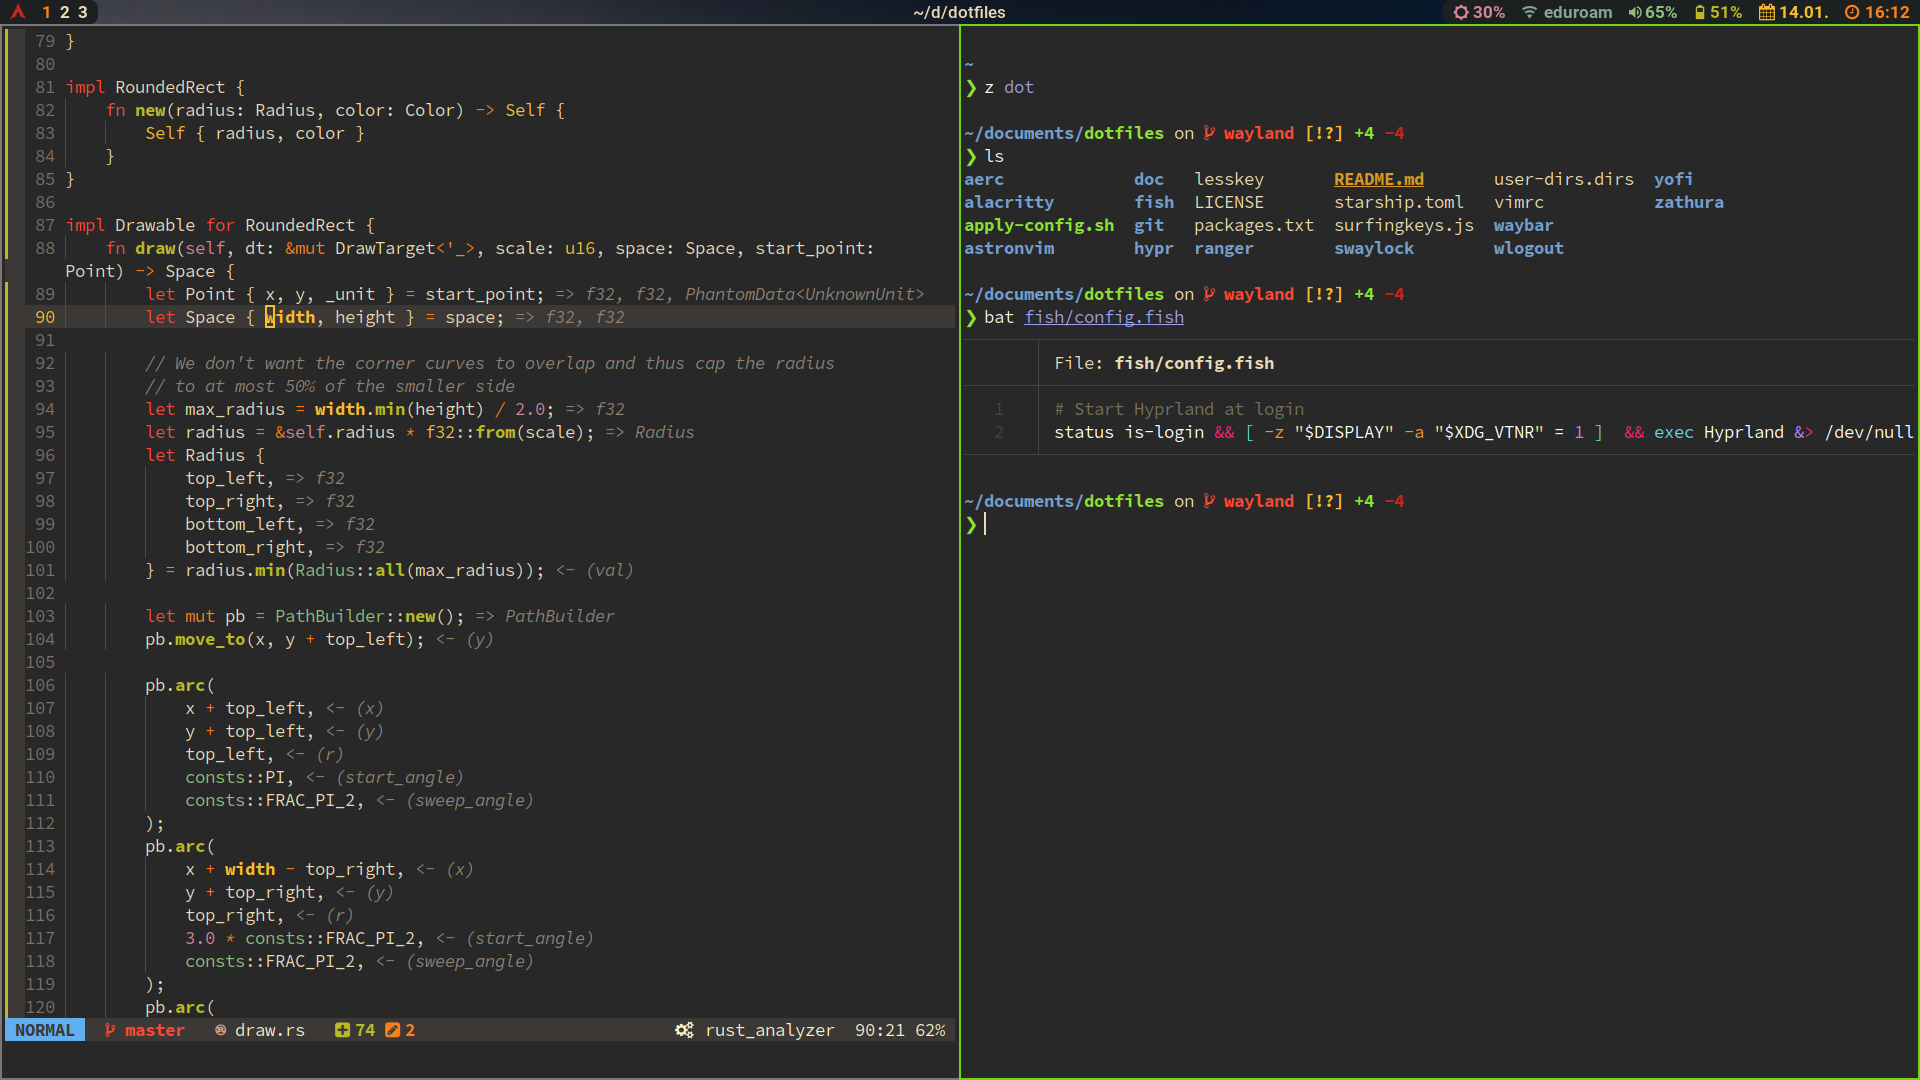 1 2 3
~/d/dotfiles
30% eduroam 65% 51% 14.01. 16:12
79 }
80
81 impl RoundedRect {
82 fn new(radius: Radius, color: Color) -> Self {
83 Self { radius, color }
84 }
85 }
86
87 impl Drawable for RoundedRect {
88 fn draw(self, dt: &mut DrawTarget<'_>, scale: u16, space: Space, start_point:
Point) -> Space {
89 let Point { x, y, _unit } = start_point; => f32, f32, PhantomData<UnknownUnit>
90 let Space { width, height } = space; => f32, f32
91
92 // We don't want the corner curves to overlap and thus cap the radius
93 // to at most 50% of the smaller side
94 let max_radius = width.min(height) / 2.0; => f32
95 let radius = &self.radius * f32::from(scale); => Radius
96 let Radius {
97 top_left, => f32
98 top_right, => f32
99 bottom_left, => f32
100 bottom_right, => f32
101 } = radius.min(Radius::all(max_radius)); <- (val)
102
103 let mut pb = PathBuilder::new(); => PathBuilder
104 pb.move_to(x, y + top_left); <- (y)
105
106 pb.arc(
107 x + top_left, <- (x)
108 y + top_left, <- (y)
109 top_left, <- (r)
110 consts::PI, <- (start_angle)
111 consts::FRAC_PI_2, <- (sweep_angle)
112 );
113 pb.arc(
114 x + width - top_right, <- (x)
115 y + top_right, <- (y)
116 top_right, <- (r)
117 3.0 * consts::FRAC_PI_2, <- (start_angle)
118 consts::FRAC_PI_2, <- (sweep_angle)
119 );
120 pb.arc(
NORMAL master draw.rs 74 2 rust_analyzer 90:21 62%
~
❯ z dot
~/documents/dotfiles on wayland [!?] +4 -4
❯ ls
aerc doc lesskey README.md user-dirs.dirs yofi
alacritty fish LICENSE starship.toml vimrc zathura
apply-config.sh git packages.txt surfingkeys.js waybar
astronvim hypr ranger swaylock wlogout
~/documents/dotfiles on wayland [!?] +4 -4
❯ bat fish/config.fish
File: fish/config.fish
1 # Start Hyprland at login
2 status is-login && [ -z "$DISPLAY" -a "$XDG_VTNR" = 1 ] && exec Hyprland &> /dev/null
~/documents/dotfiles on wayland [!?] +4 -4
❯